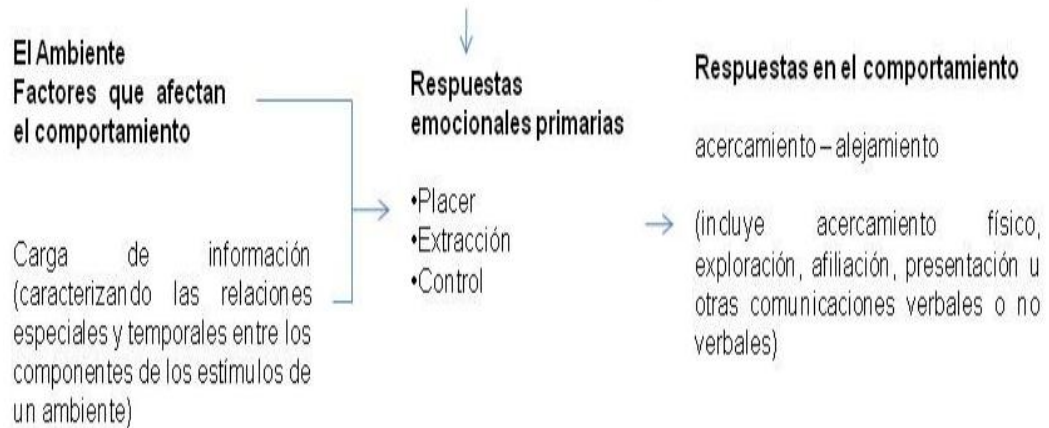 El Ambiente
Factores que afectan
el comportamiento
Carga de información
(caracterizando las relaciones
especiales y temporales entre los
componentes de los estímulos de
un ambiente)
Respuestas
emocionales primarias
•Placer
•Extracción
•Control
Respuestas en el comportamiento
acercamiento – alejamiento
(incluye acercamiento físico,
exploración, afiliación, presentación u
otras comunicaciones verbales o no
verbales)